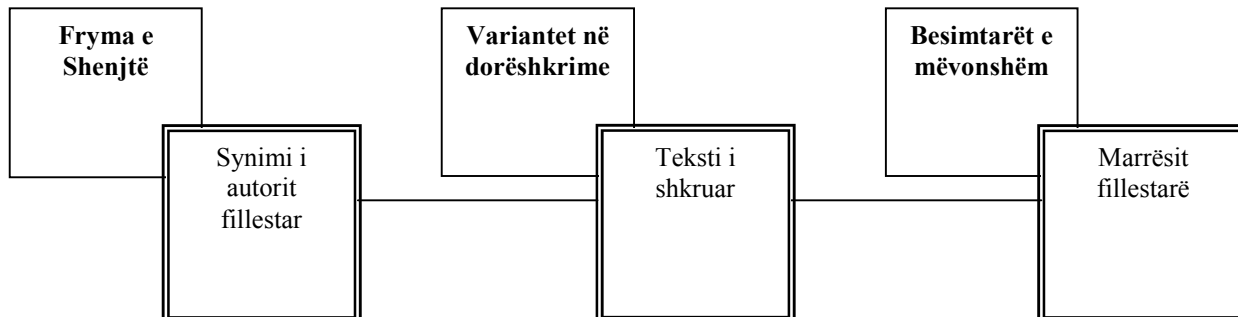 Fryma e
Shenjtë
Variantet në
dorëshkrime
Besimtarët e
mëvonshëm
Synimi i
autorit
fillestar
Teksti i
shkruar
Marrësit
fillestarë